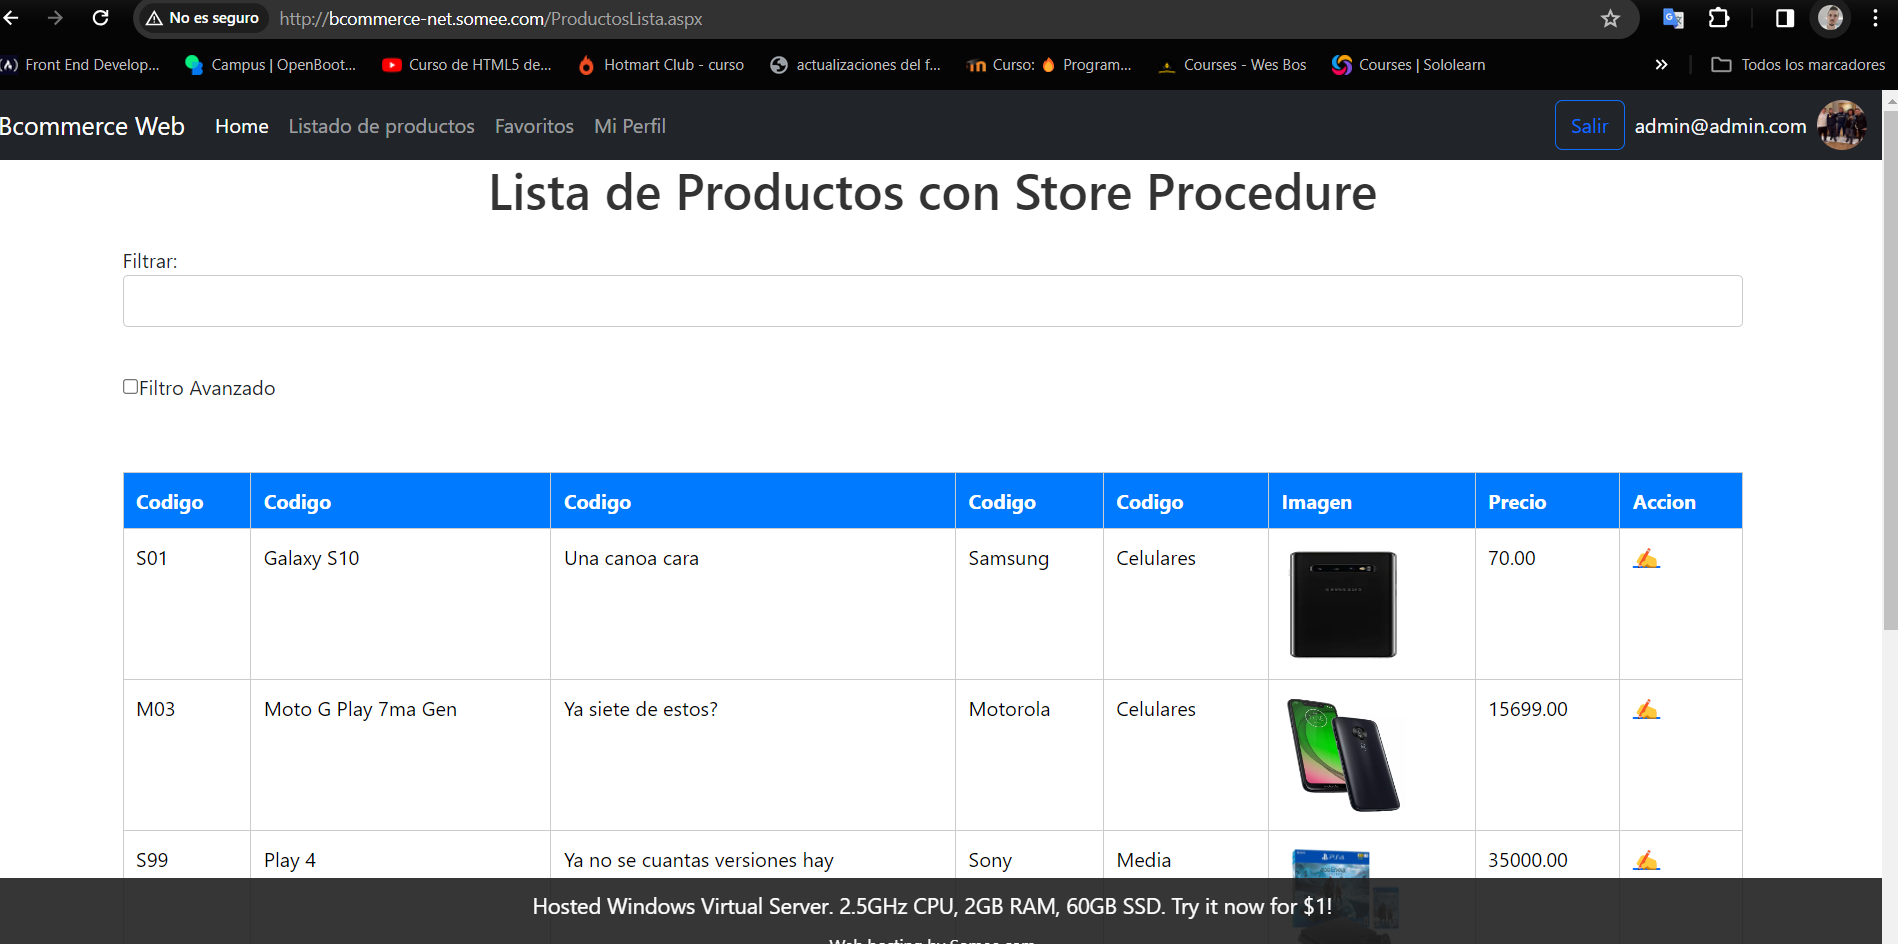 No es seguro http://bcommerce-net.somee.com/ProductosLista.aspx
Front End Develop... Campus | OpenBoot... Curso de HTML5 de... Hotmart Club - curso actualizaciones del f... Curso: 🔥 Program... Courses - Wes Bos Courses | Sololearn » Todos los marcadores
Bcommerce Web Home Listado de productos Favoritos Mi Perfil Salir admin@admin.com
Lista de Productos con Store Procedure
Filtrar:
Filtro Avanzado
Codigo Codigo Codigo Codigo Codigo Imagen Precio Accion
S01 Galaxy S10 Una canoa cara Samsung Celulares 70.00 ✍
M03 Moto G Play 7ma Gen Ya siete de estos? Motorola Celulares 15699.00 ✍
S99 Play 4 Ya no se cuantas versiones hay Sony Media PS4 35000.00 ✍
Hosted Windows Virtual Server. 2.5GHz CPU, 2GB RAM, 60GB SSD. Try it now for $1!
Web hosting by Somee.com